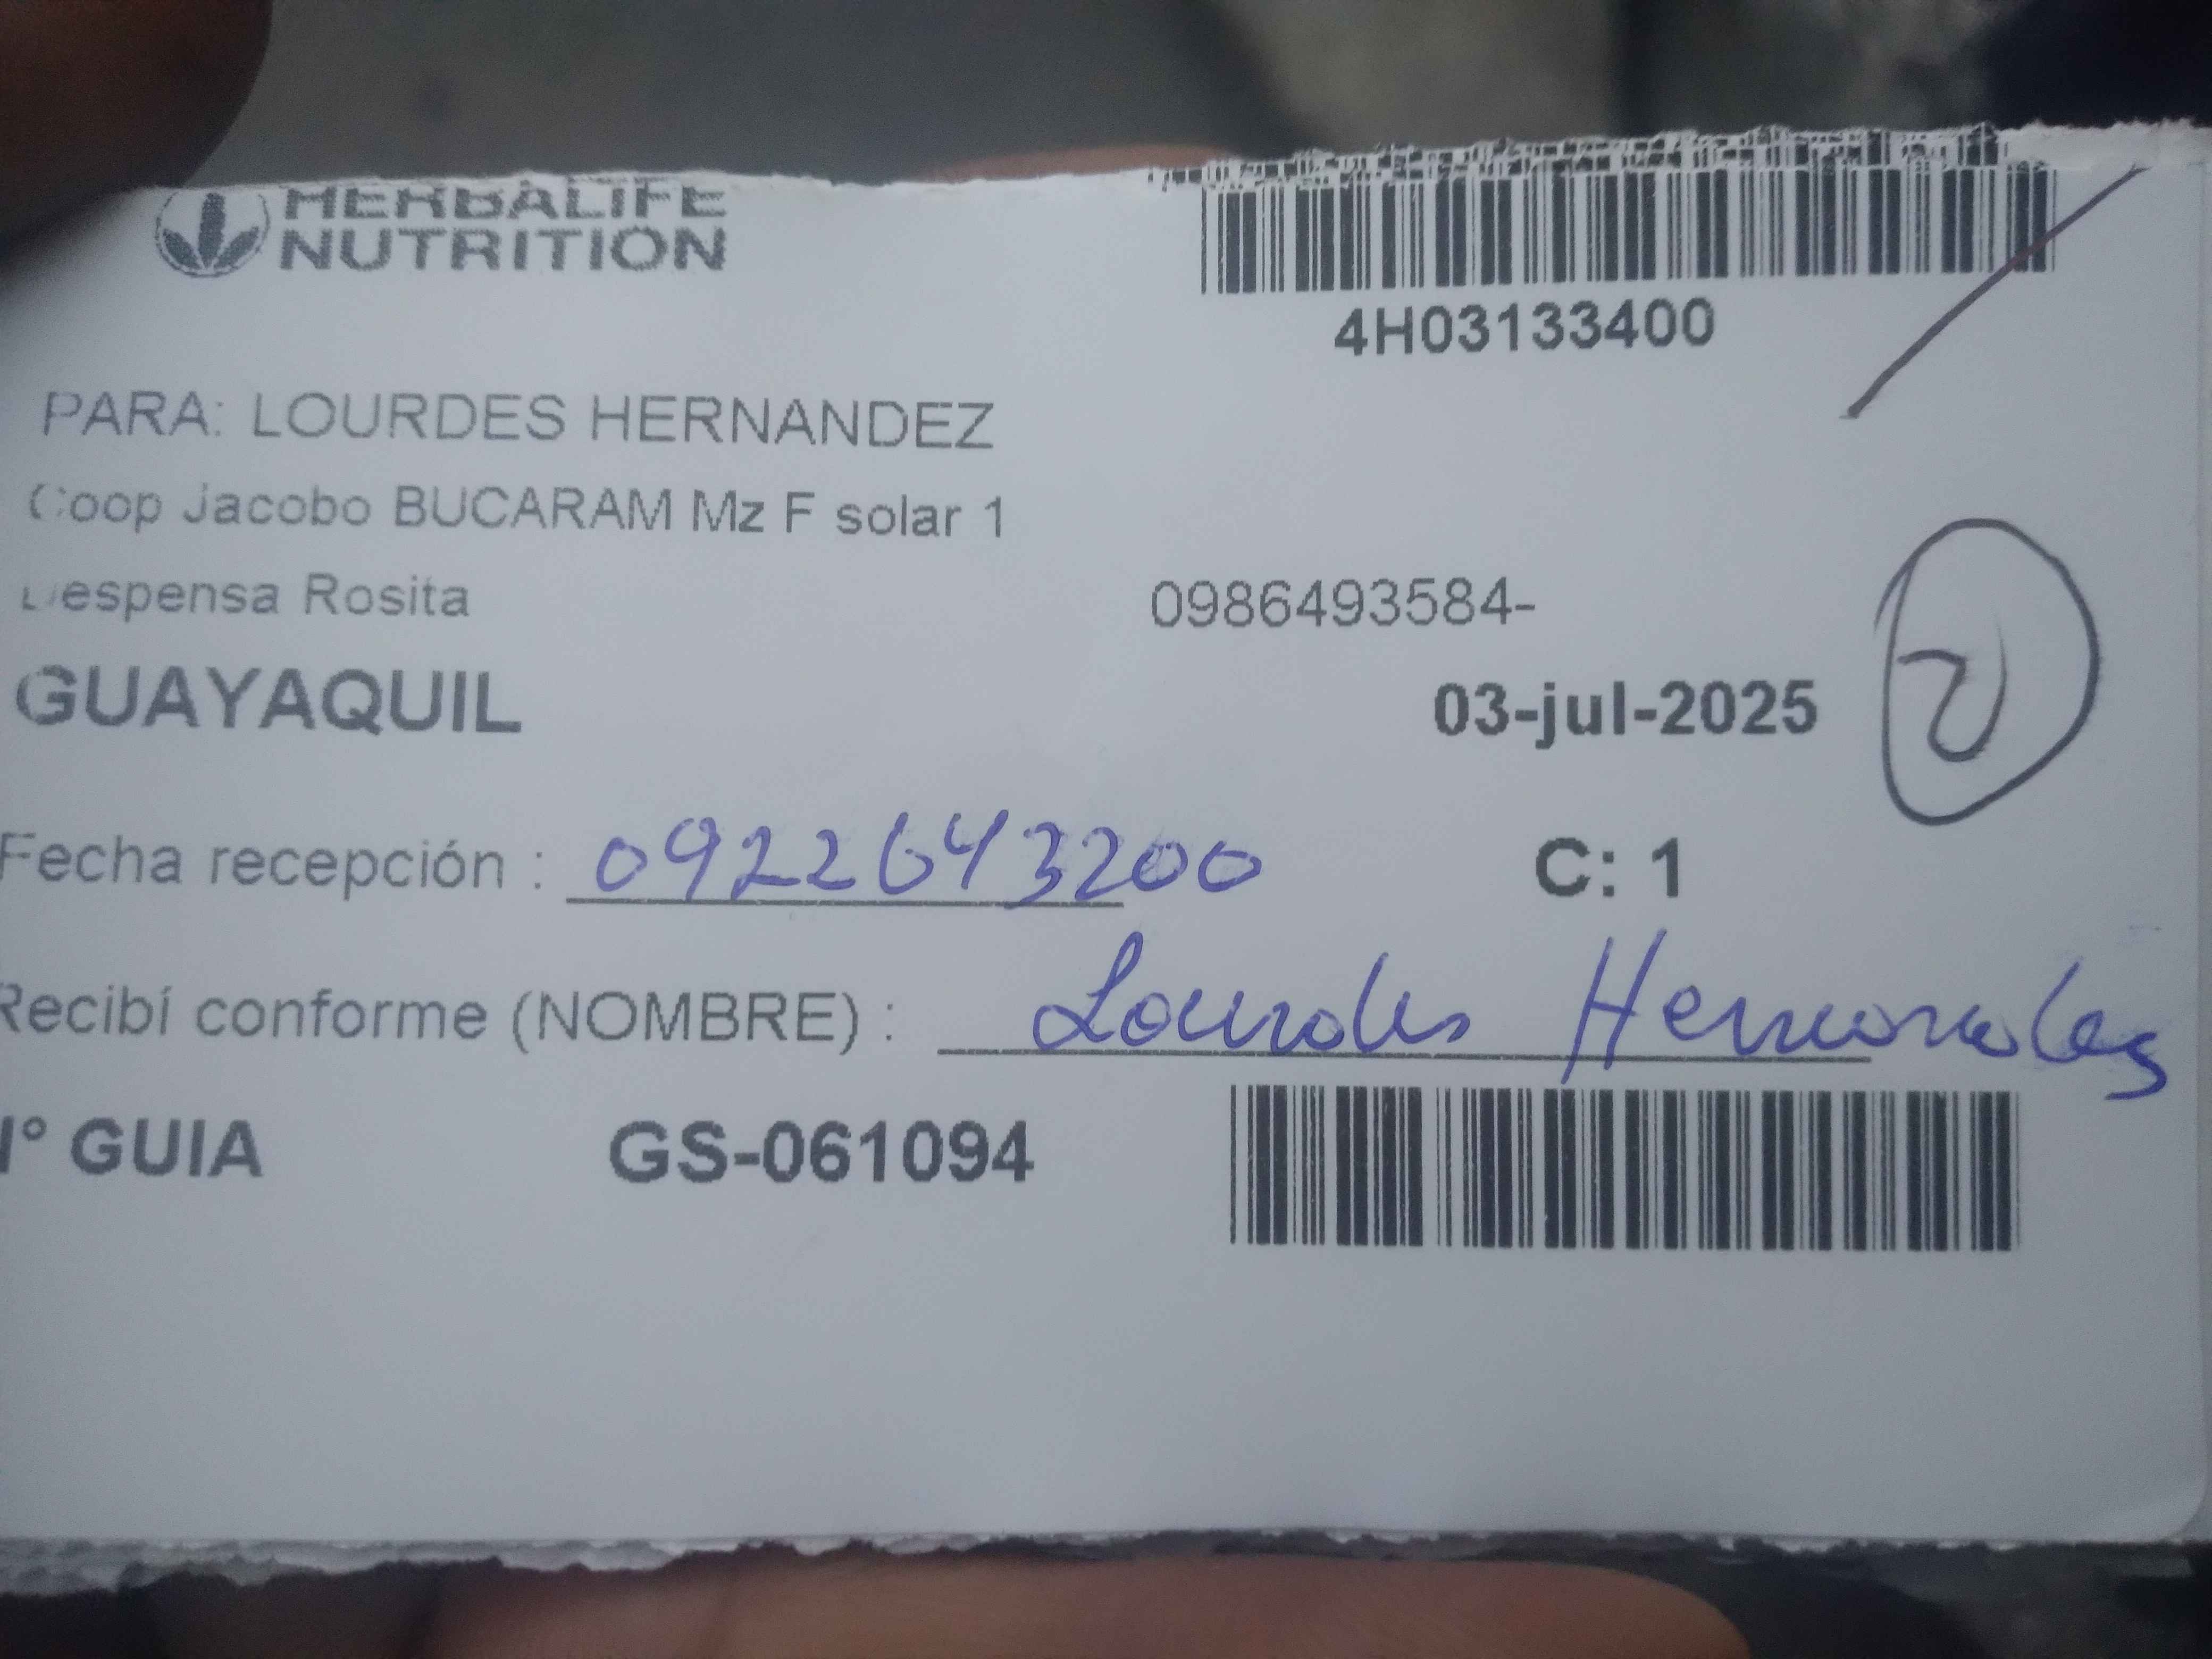 HERBALIFE
NUTRITION
4H03133400
PARA: LOURDES HERNANDEZ
Coop Jacobo BUCARAM Mz F solar 1
Despensa Rosita
0986493584-
GUAYAQUIL
03-jul-2025
Fecha recepción : 0922643200
C: 1
Recibí conforme (NOMBRE) : Lourdes Hernandez
N° GUIA GS-061094